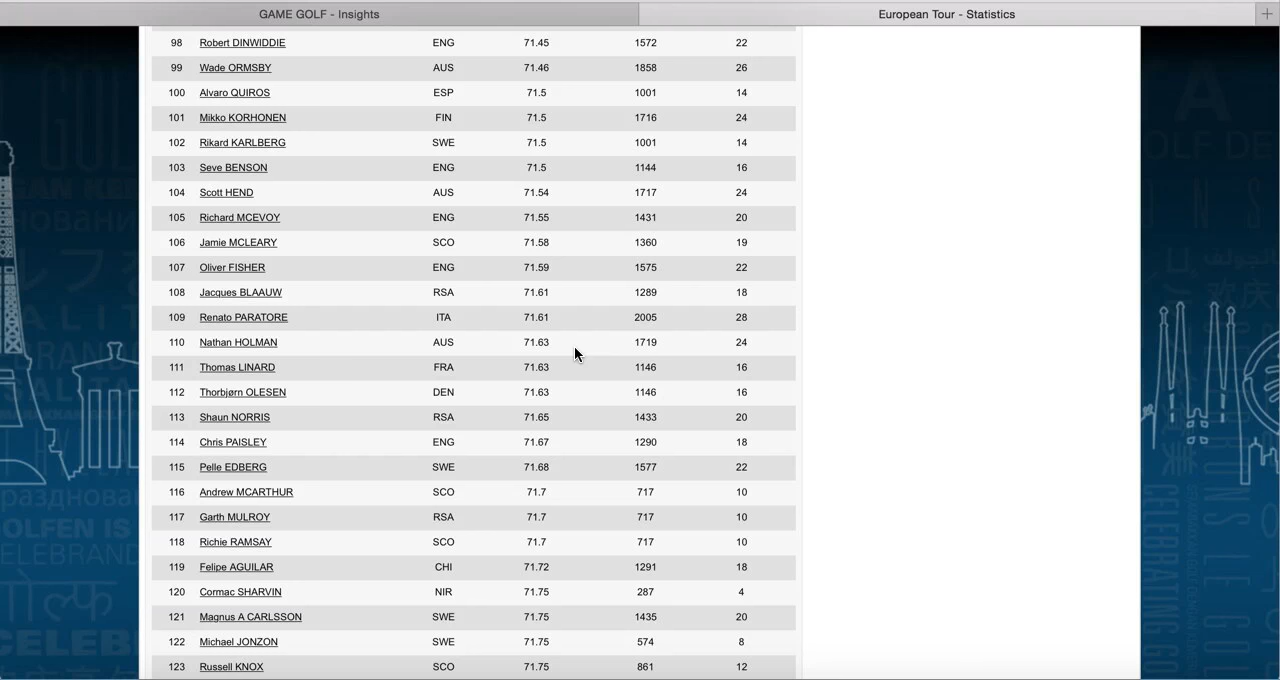 GAME GOLF - Insights
European Tour - Statistics
98 Robert DINWIDDIE ENG 71.45 1572 22
99 Wade ORMSBY AUS 71.46 1858 26
100 Alvaro QUIROS ESP 71.5 1001 14
101 Mikko KORHONEN FIN 71.5 1716 24
102 Rikard KARLBERG SWE 71.5 1001 14
103 Seve BENSON ENG 71.5 1144 16
104 Scott HEND AUS 71.54 1717 24
105 Richard MCEVOY ENG 71.55 1431 20
106 Jamie MCLEARY SCO 71.58 1360 19
107 Oliver FISHER ENG 71.59 1575 22
108 Jacques BLAAUW RSA 71.61 1289 18
109 Renato PARATORE ITA 71.61 2005 28
110 Nathan HOLMAN AUS 71.63 1719 24
111 Thomas LINARD FRA 71.63 1146 16
112 Thorbjørn OLESEN DEN 71.63 1146 16
113 Shaun NORRIS RSA 71.65 1433 20
114 Chris PAISLEY ENG 71.67 1290 18
115 Pelle EDBERG SWE 71.68 1577 22
116 Andrew MCARTHUR SCO 71.7 717 10
117 Garth MULROY RSA 71.7 717 10
118 Richie RAMSAY SCO 71.7 717 10
119 Felipe AGUILAR CHI 71.72 1291 18
120 Cormac SHARVIN NIR 71.75 287 4
121 Magnus A CARLSSON SWE 71.75 1435 20
122 Michael JONZON SWE 71.75 574 8
123 Russell KNOX SCO 71.75 861 12